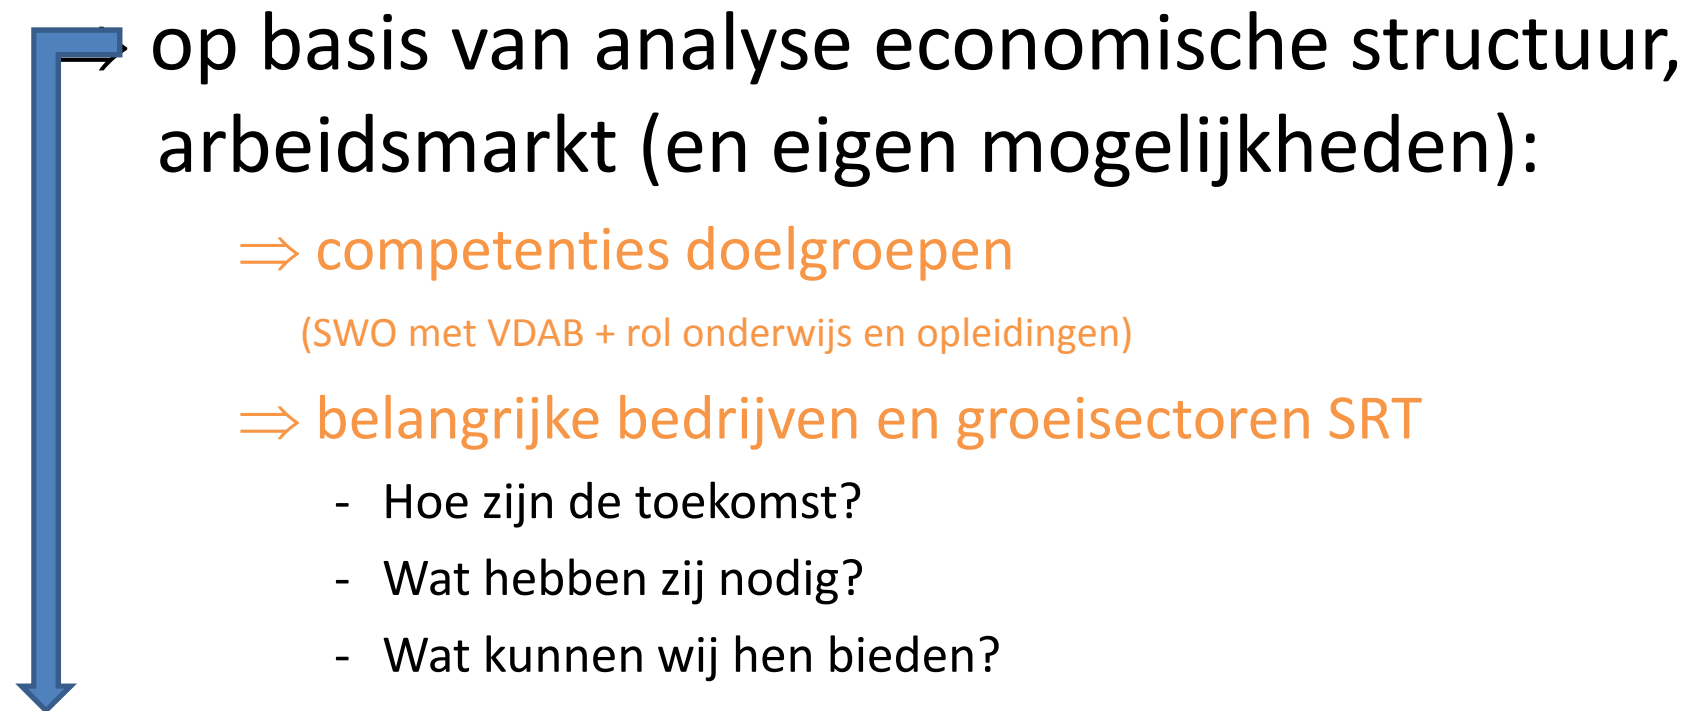 ⇒ op basis van analyse economische structuur,
arbeidsmarkt (en eigen mogelijkheden):
⇒ competenties doelgroepen
(SWO met VDAB + rol onderwijs en opleidingen)
⇒ belangrijke bedrijven en groeisectoren SRT
- Hoe zijn de toekomst?
- Wat hebben zij nodig?
- Wat kunnen wij hen bieden?